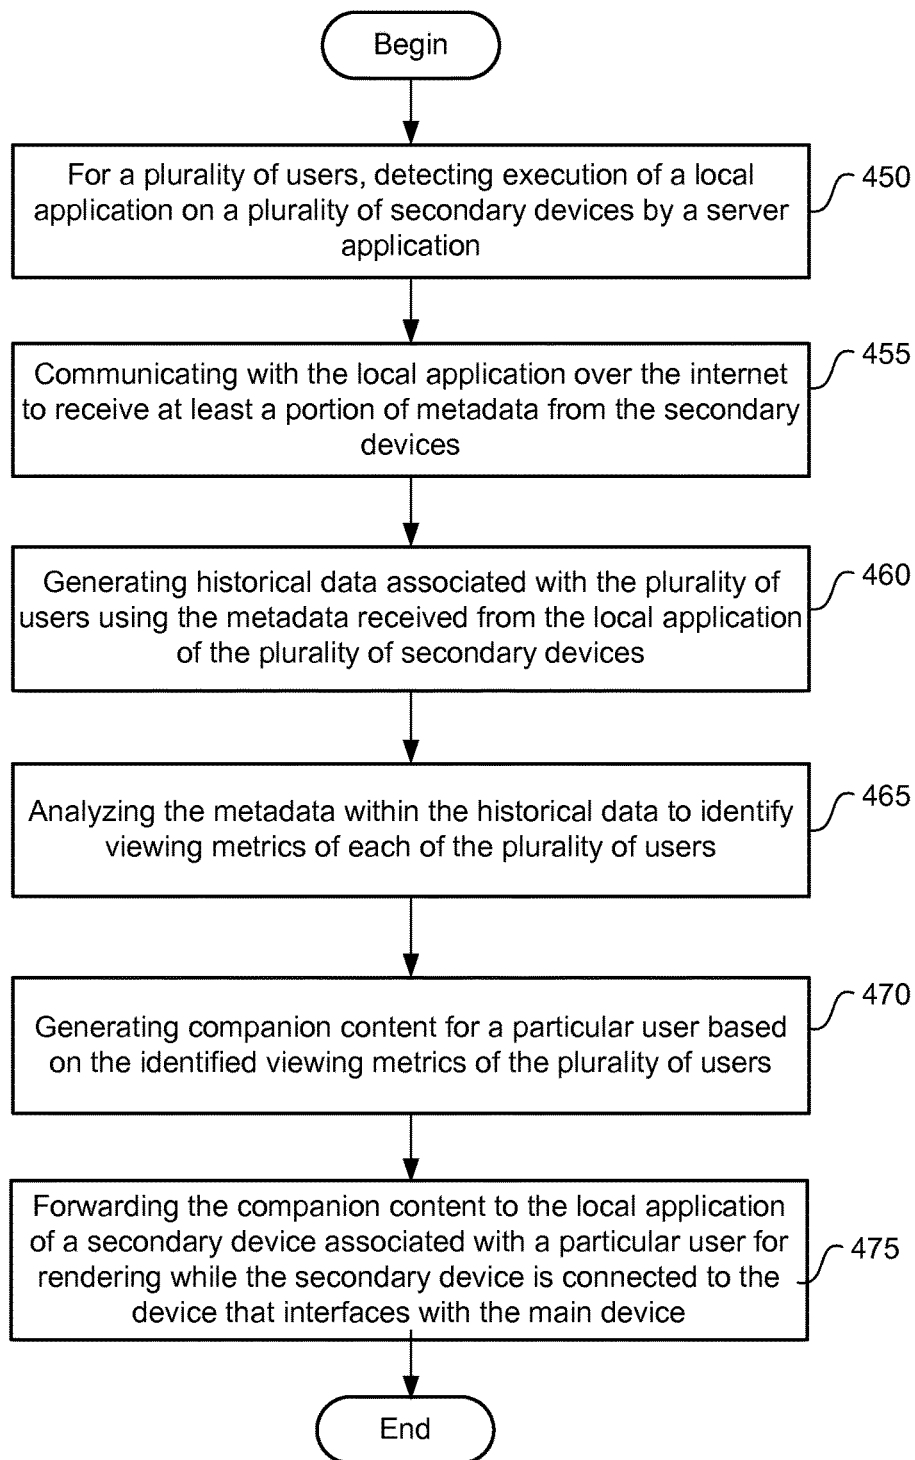 Begin
For a plurality of users, detecting execution of a local
application on a plurality of secondary devices by a server
application
450
Communicating with the local application over the internet
to receive at least a portion of metadata from the secondary
devices
455
Generating historical data associated with the plurality of
users using the metadata received from the local application
of the plurality of secondary devices
460
Analyzing the metadata within the historical data to identify
viewing metrics of each of the plurality of users
465
Generating companion content for a particular user based
on the identified viewing metrics of the plurality of users
470
Forwarding the companion content to the local application
of a secondary device associated with a particular user for
rendering while the secondary device is connected to the
device that interfaces with the main device
475
End